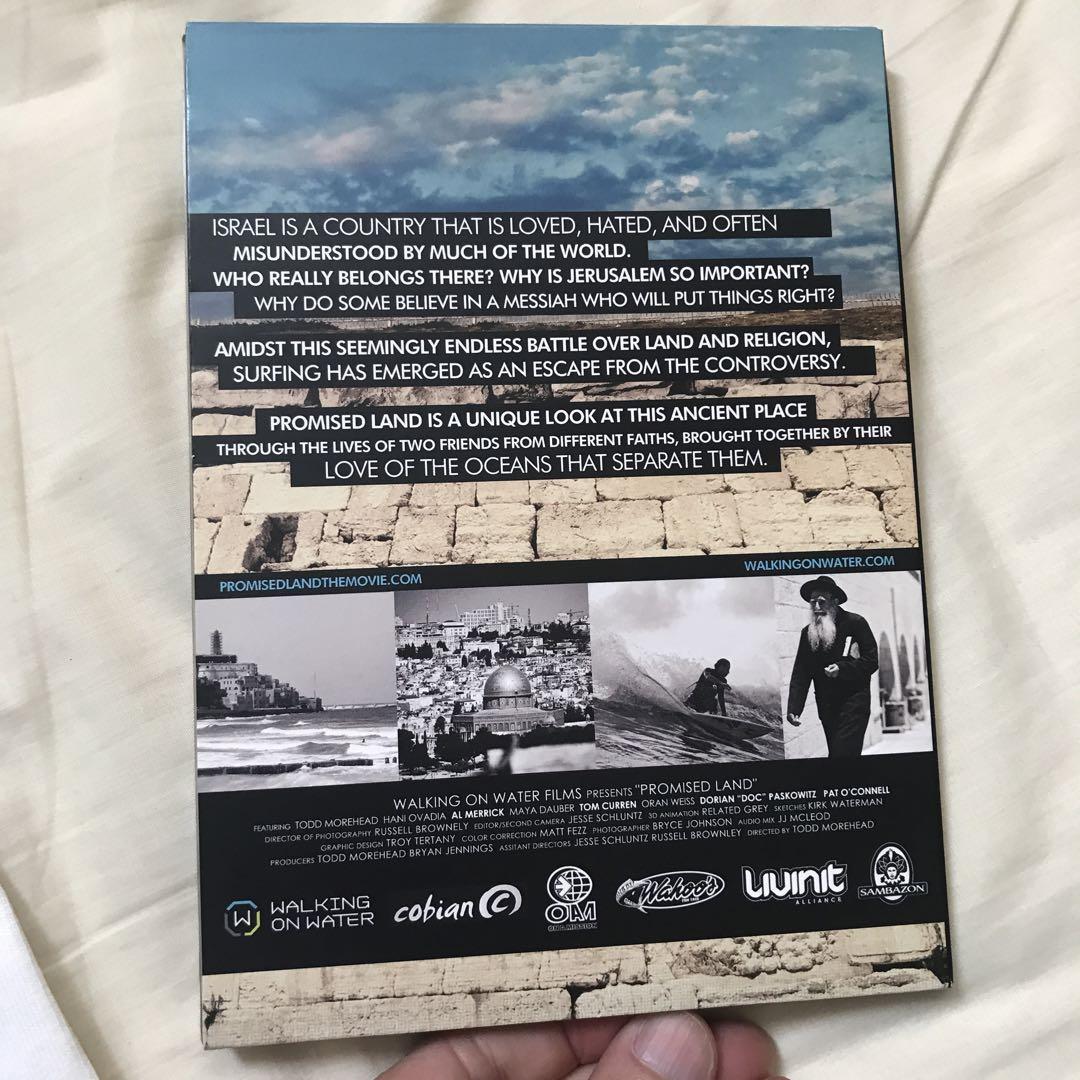 ISRAEL IS A COUNTRY THAT IS LOVED, HATED, AND OFTEN
MISUNDERSTOOD BY MUCH OF THE WORLD.
WHO REALLY BELONGS THERE? WHY IS JERUSALEM SO IMPORTANT?
WHY DO SOME BELIEVE IN A MESSIAH WHO WILL PUT THINGS RIGHT?
AMIDST THIS SEEMINGLY ENDLESS BATTLE OVER LAND AND RELIGION,
SURFING HAS EMERGED AS AN ESCAPE FROM THE CONTROVERSY.
PROMISED LAND IS A UNIQUE LOOK AT THIS ANCIENT PLACE
THROUGH THE LIVES OF TWO FRIENDS FROM DIFFERENT FAITHS, BROUGHT TOGETHER BY THEIR
LOVE OF THE OCEANS THAT SEPARATE THEM.
PROMISEDLANDTHEMOVIE.COM
WALKINGONWATER.COM
WALKING ON WATER FILMS PRESENTS "PROMISED LAND"
FEATURING TODD MOREHEAD HANI OVADIA AL MERRICK MAYA DAUBER TOM CURREN ORAN WEISS DORIAN "DOC" PASKOWITZ PAT O'CONNELL
DIRECTOR OF PHOTOGRAPHY RUSSELL BROWNELY EDITOR/SECOND CAMERA JESSE SCHLUNTZ 3D ANIMATION RELATED GREY SKETCHES KIRK WATERMAN
GRAPHIC DESIGN TROY TERTANY COLOR CORRECTION MATT FEZZ PHOTOGRAPHER BRYCE JOHNSON AUDIO MIX JJ MCLEOD
PRODUCERS TODD MOREHEAD BRYAN JENNINGS ASSITANT DIRECTORS JESSE SCHLUNTZ RUSSELL BROWNLEY DIRECTED BY TODD MOREHEAD
WALKING
ON WATER
cobian
OAM
ON A MISSION
Wahoo's
Livinit
ALLIANCE
SAMBAZON